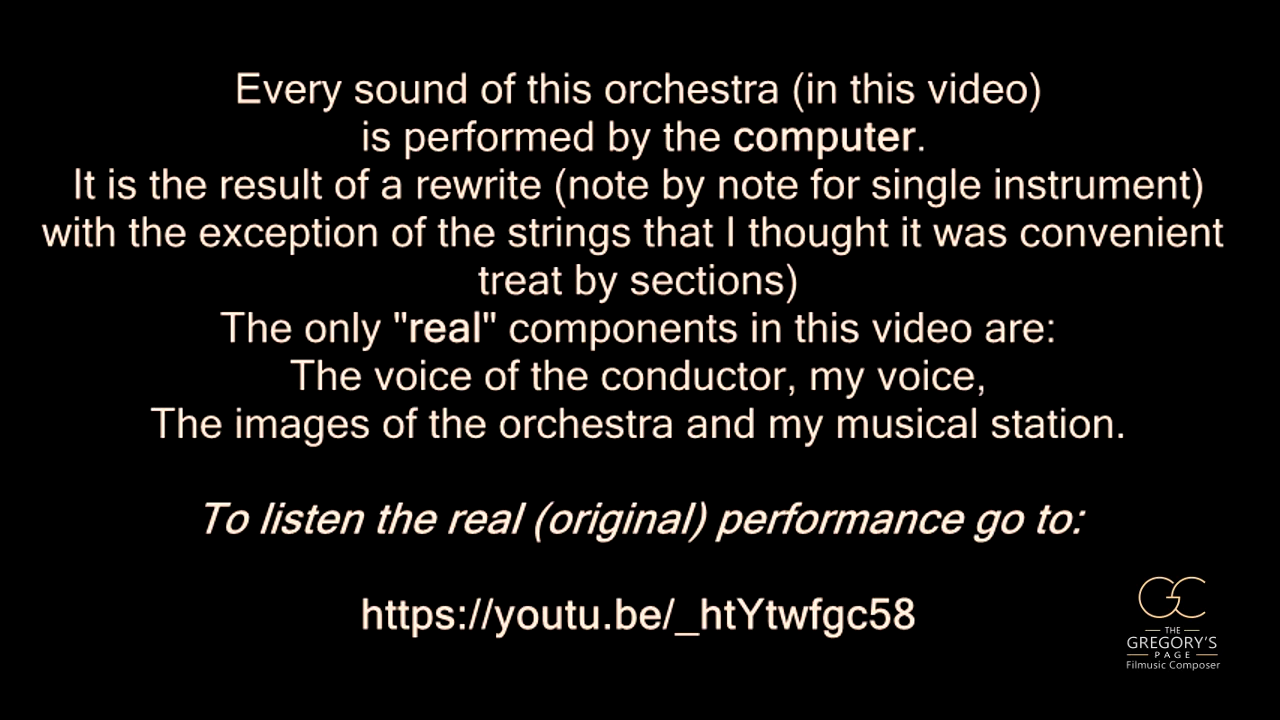 Every sound of this orchestra (in this video)
is performed by the computer.
It is the result of a rewrite (note by note for single instrument)
with the exception of the strings that I thought it was convenient
treat by sections)
The only "real" components in this video are:
The voice of the conductor, my voice,
The images of the orchestra and my musical station.
To listen the real (original) performance go to:
https://youtu.be/_htYtwfgc58
GC
THE
GREGORY'S
PAGE
Filmusic Composer